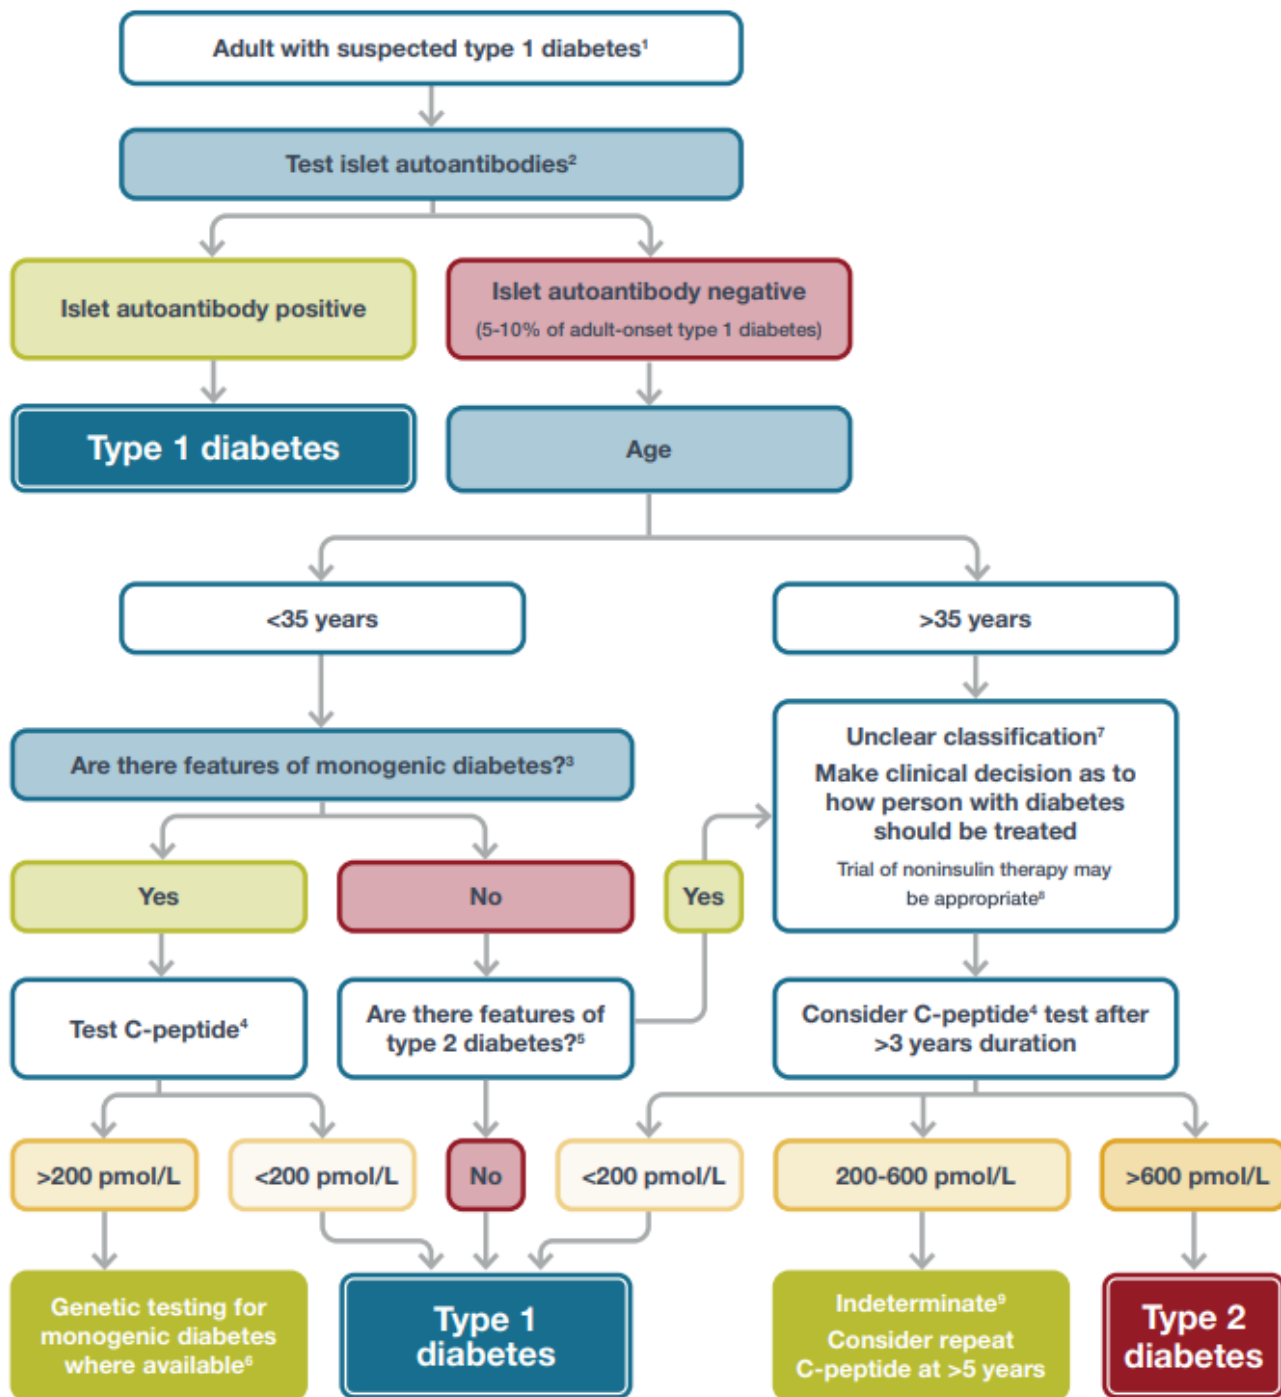 Adult with suspected type 1 diabetes¹
Test islet autoantibodies²
Islet autoantibody positive
Islet autoantibody negative
(5-10% of adult-onset type 1 diabetes)
Type 1 diabetes
Age
<35 years
>35 years
Are there features of monogenic diabetes?³
Unclear classification⁷
Make clinical decision as to
how person with diabetes
should be treated
Trial of noninsulin therapy may
be appropriate⁸
Yes
No
Yes
Test C-peptide⁴
Are there features of
type 2 diabetes?⁵
Consider C-peptide⁴ test after
>3 years duration
>200 pmol/L
<200 pmol/L
No
<200 pmol/L
200-600 pmol/L
>600 pmol/L
Genetic testing for
monogenic diabetes
where available⁶
Type 1
diabetes
Indeterminate⁹
Consider repeat
C-peptide at >5 years
Type 2
diabetes